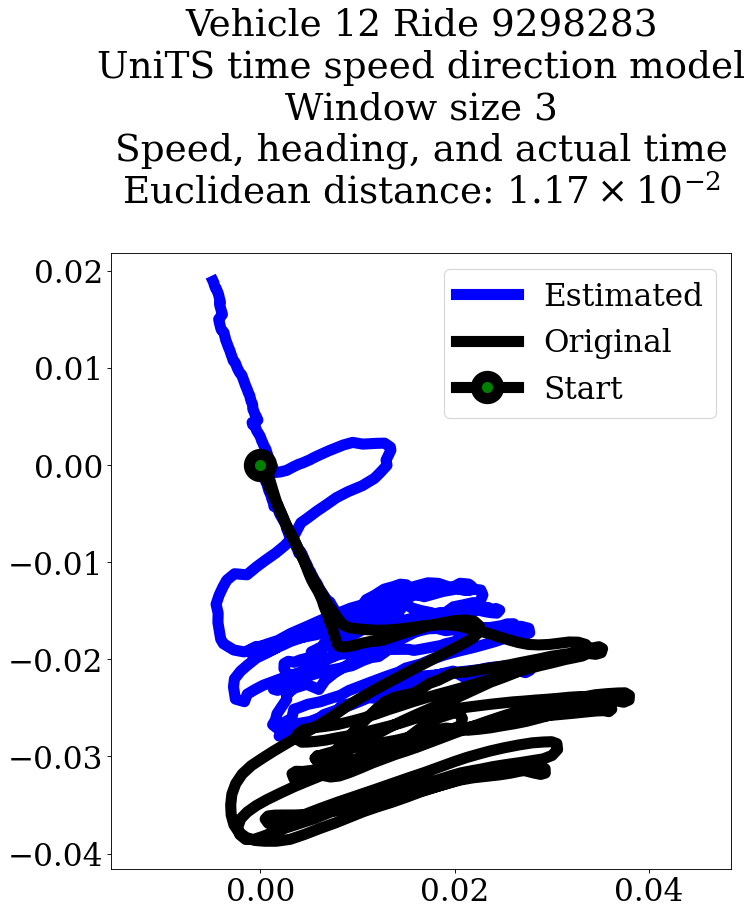 Vehicle 12 Ride 9298283
UniTS time speed direction model
Window size 3
Speed, heading, and actual time
Euclidean distance: 1.17 × 10⁻²
Estimated
Original
Start
0.02
0.01
0.00
−0.01
−0.02
−0.03
−0.04
0.00 0.02 0.04